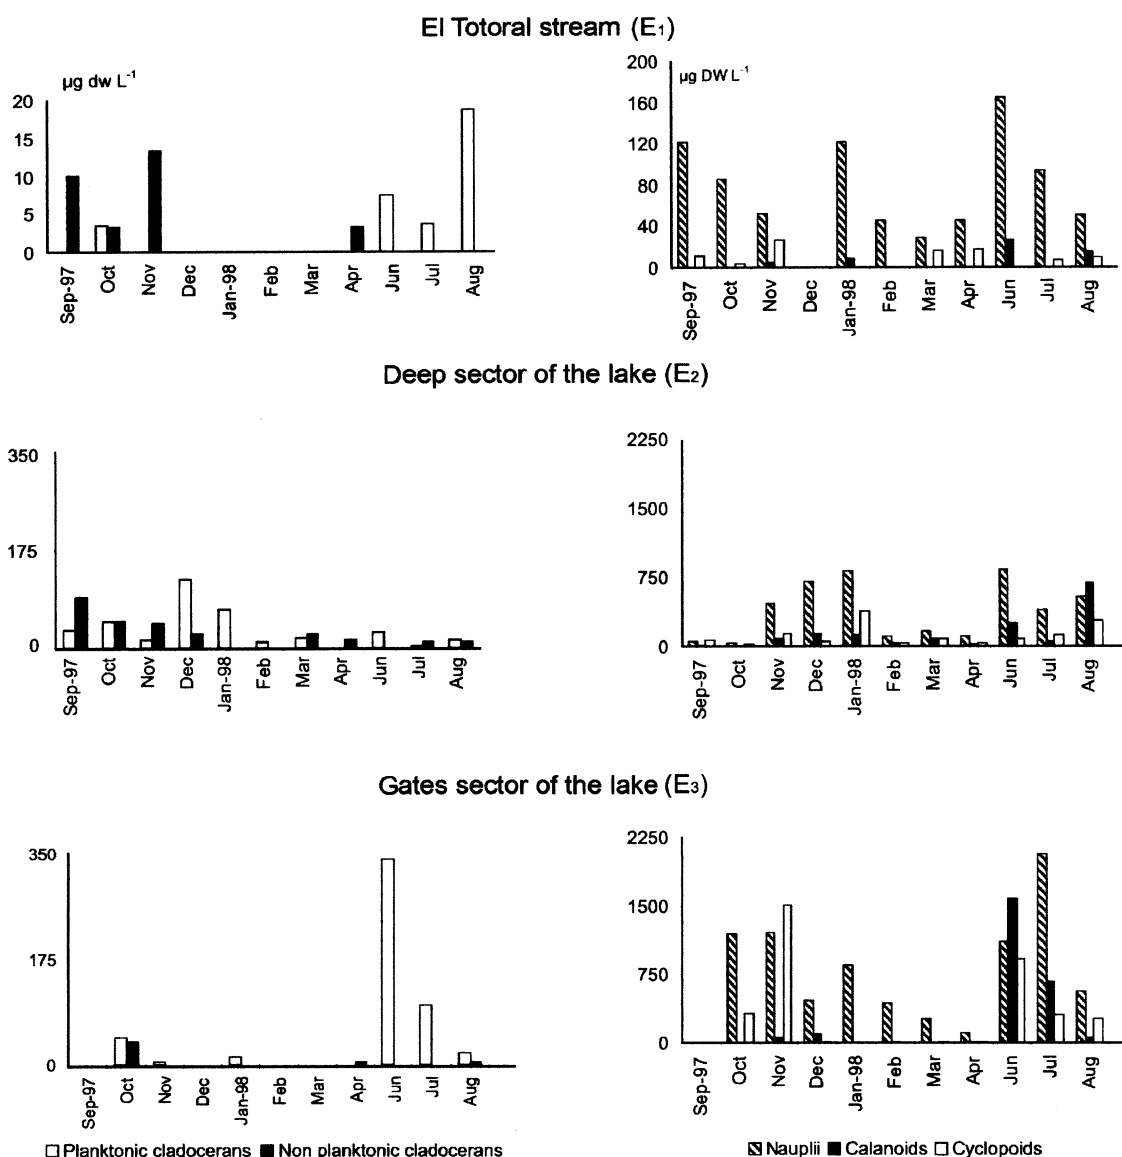 El Totoral stream (E1)
µg dw L-1
20
15
10
5
0
Sep-97
Oct
Nov
Dec
Jan-98
Feb
Mar
Apr
Jun
Jul
Aug
µg DW L-1
200
160
120
80
40
0
Sep-97
Oct
Nov
Dec
Jan-98
Feb
Mar
Apr
Jun
Jul
Aug
Deep sector of the lake (E2)
350
175
0
Sep-97
Oct
Nov
Dec
Jan-98
Feb
Mar
Apr
Jun
Jul
Aug
2250
1500
750
0
Sep-97
Oct
Nov
Dec
Jan-98
Feb
Mar
Apr
Jun
Jul
Aug
Gates sector of the lake (E3)
350
175
0
Sep-97
Oct
Nov
Dec
Jan-98
Feb
Mar
Apr
Jun
Jul
Aug
2250
1500
750
0
Sep-97
Oct
Nov
Dec
Jan-98
Feb
Mar
Apr
Jun
Jul
Aug
Planktonic cladocerans Non planktonic cladocerans
Nauplii Calanoids Cyclopoids